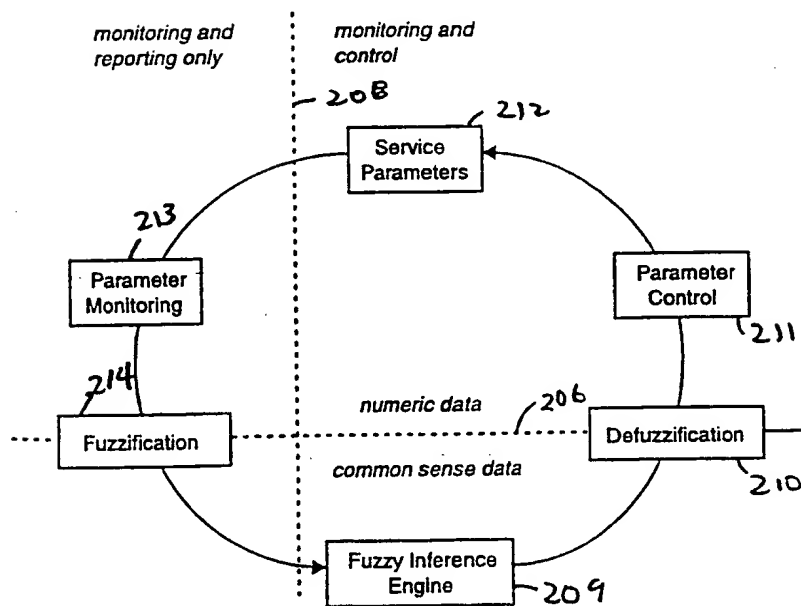 monitoring and
reporting only
monitoring and
control
208
212
Service
Parameters
213
Parameter
Monitoring
Parameter
Control
211
214
numeric data
206
Fuzzification
Defuzzification
common sense data
210
Fuzzy Inference
Engine
209